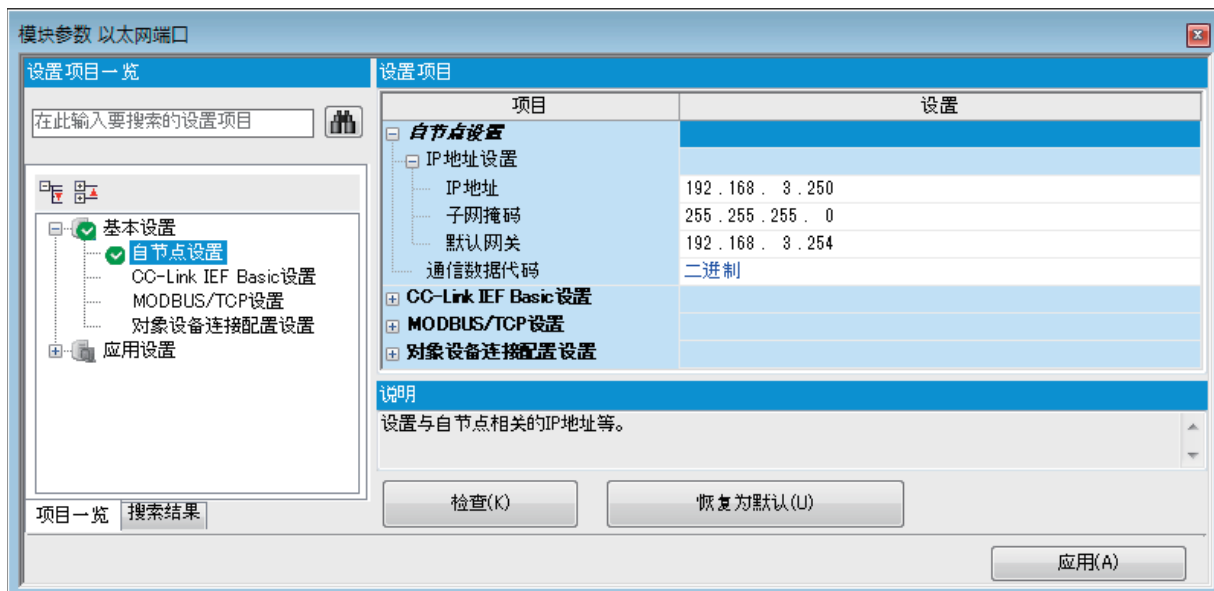 模块参数 以太网端口
设置项目一览
在此输入要搜索的设置项目
基本设置
自节点设置
CC-Link IEF Basic设置
MODBUS/TCP设置
对象设备连接配置设置
应用设置
项目一览 搜索结果
设置项目
项目 设置
自节点设置
IP地址设置
IP地址 192 . 168 . 3 . 250
子网掩码 255 . 255 . 255 . 0
默认网关 192 . 168 . 3 . 254
通信数据代码 二进制
CC-Link IEF Basic设置
MODBUS/TCP设置
对象设备连接配置设置
说明
设置与自节点相关的IP地址等。
检查(K) 恢复为默认(U)
应用(A)